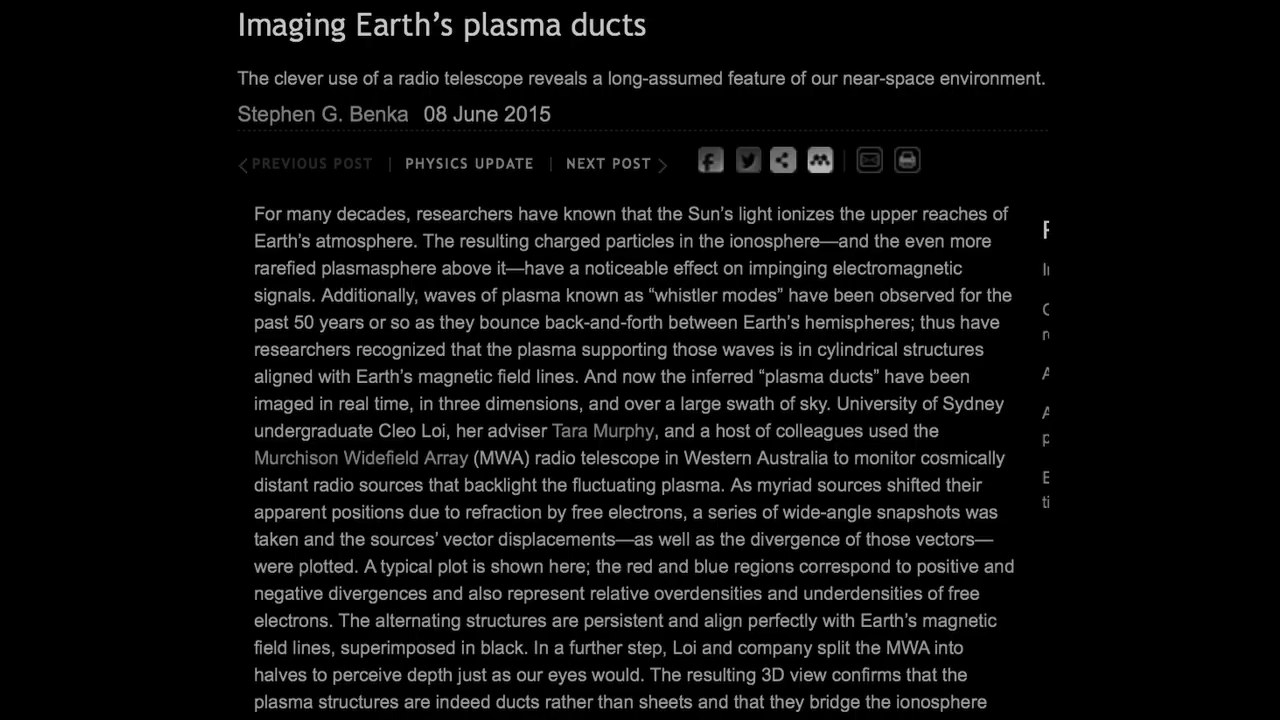 Imaging Earth’s plasma ducts
The clever use of a radio telescope reveals a long-assumed feature of our near-space environment.
Stephen G. Benka 08 June 2015
PREVIOUS POST | PHYSICS UPDATE | NEXT POST
For many decades, researchers have known that the Sun’s light ionizes the upper reaches of
Earth’s atmosphere. The resulting charged particles in the ionosphere—and the even more
rarefied plasmasphere above it—have a noticeable effect on impinging electromagnetic
signals. Additionally, waves of plasma known as “whistler modes” have been observed for the
past 50 years or so as they bounce back-and-forth between Earth’s hemispheres; thus have
researchers recognized that the plasma supporting those waves is in cylindrical structures
aligned with Earth’s magnetic field lines. And now the inferred “plasma ducts” have been
imaged in real time, in three dimensions, and over a large swath of sky. University of Sydney
undergraduate Cleo Loi, her adviser Tara Murphy, and a host of colleagues used the
Murchison Widefield Array (MWA) radio telescope in Western Australia to monitor cosmically
distant radio sources that backlight the fluctuating plasma. As myriad sources shifted their
apparent positions due to refraction by free electrons, a series of wide-angle snapshots was
taken and the sources’ vector displacements—as well as the divergence of those vectors—
were plotted. A typical plot is shown here; the red and blue regions correspond to positive and
negative divergences and also represent relative overdensities and underdensities of free
electrons. The alternating structures are persistent and align perfectly with Earth’s magnetic
field lines, superimposed in black. In a further step, Loi and company split the MWA into
halves to perceive depth just as our eyes would. The resulting 3D view confirms that the
plasma structures are indeed ducts rather than sheets and that they bridge the ionosphere